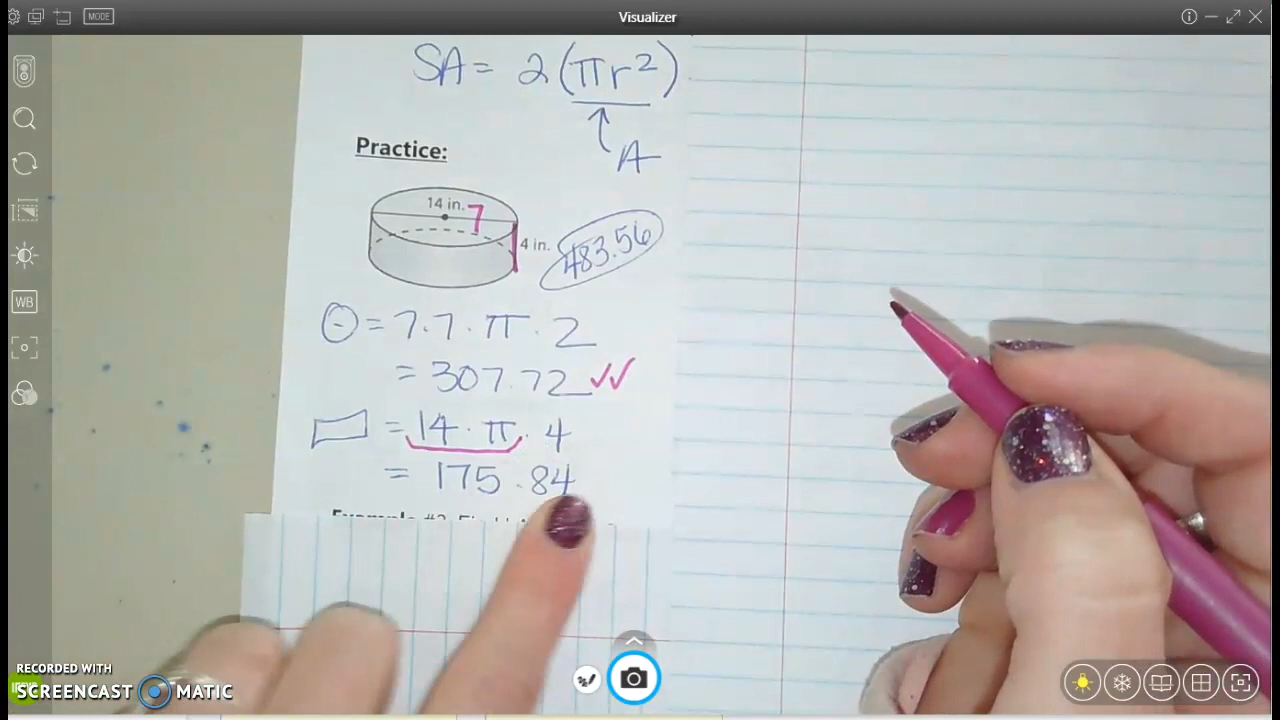 Visualizer
MODE
WB
SA = 2(πr²)
A
Practice:
14 in. 7
4 in.
483.56
= 7.7.π.2
= 307.72
= 14.π.4
= 175.84
RECORDED WITH
SCREENCAST MATIC